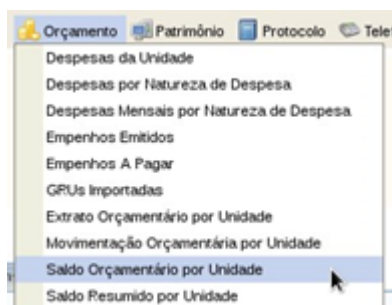 Orçamento Patrimônio Protocolo Tele
Despesas da Unidade
Despesas por Natureza de Despesa
Despesas Mensais por Natureza de Despesa
Empenhos Emitidos
Empenhos A Pagar
GRUs Importadas
Extrato Orçamentário por Unidade
Movimentação Orçamentária por Unidade
Saldo Orçamentário por Unidade
Saldo Resumido por Unidade